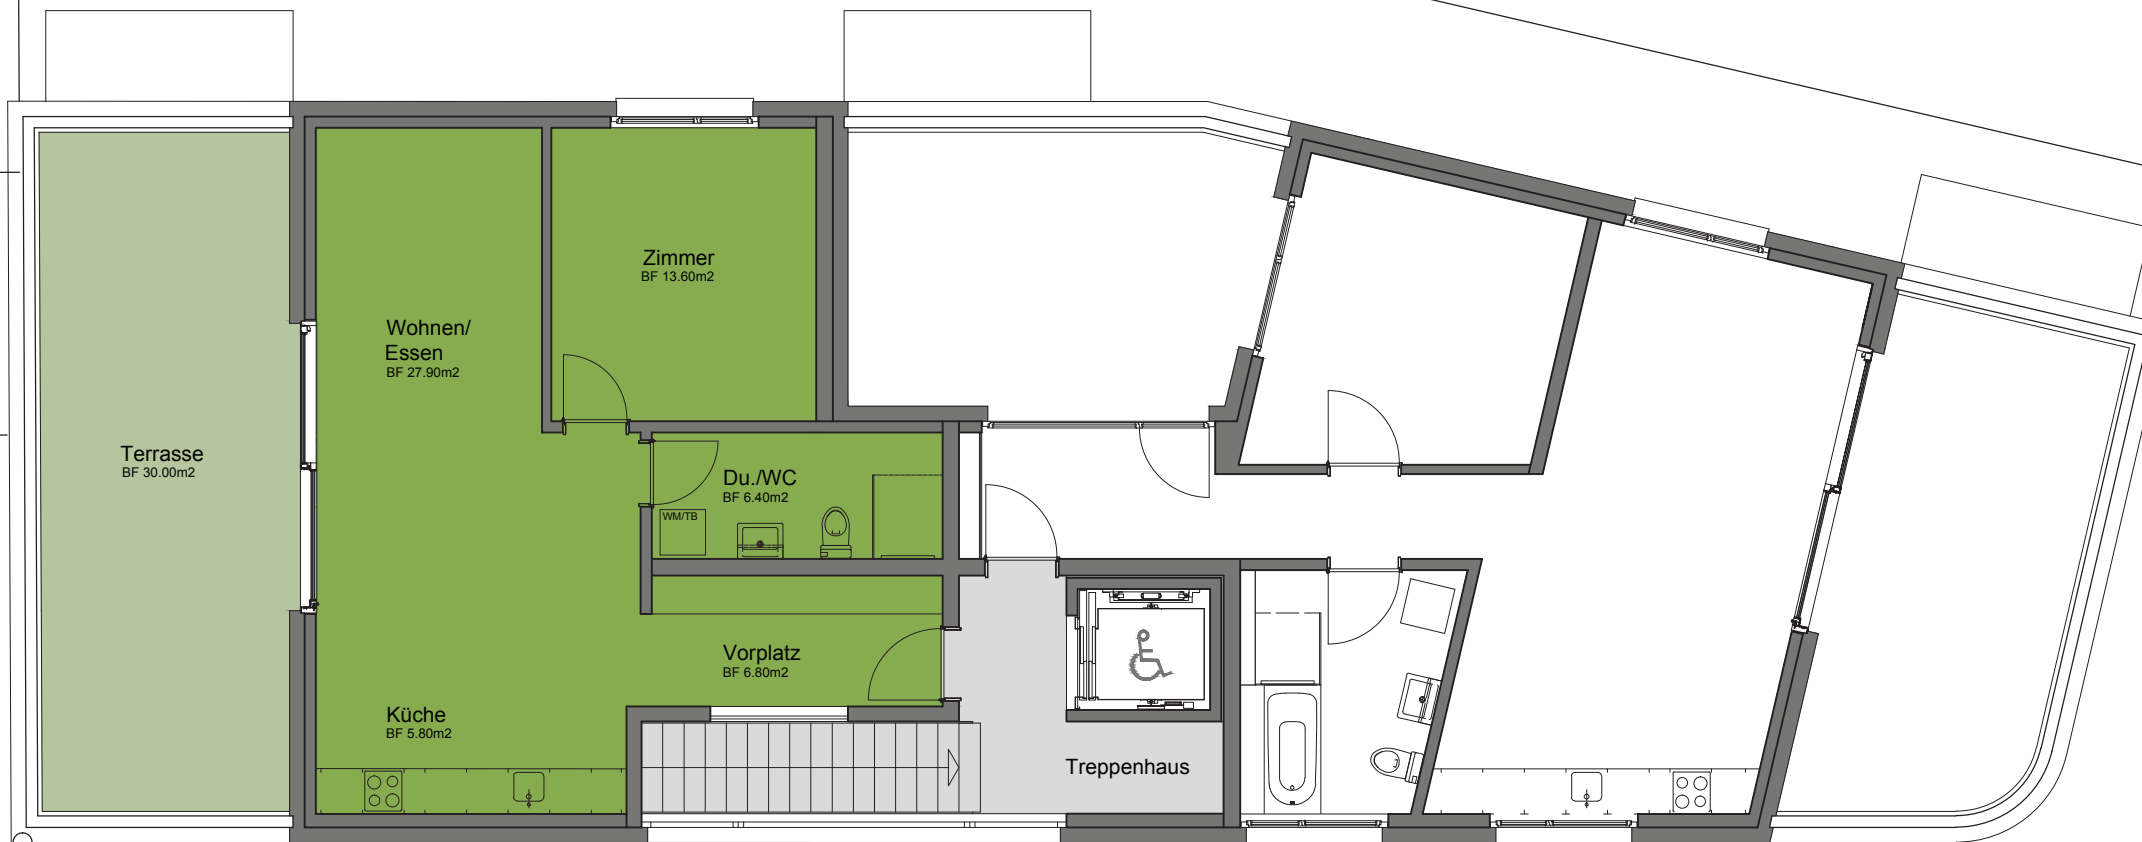 Zimmer
BF 13.60m2
Wohnen/
Essen
BF 27.90m2
Terrasse
BF 30.00m2
Du./WC
BF 6.40m2
WM/TB
Vorplatz
BF 6.80m2
Küche
BF 5.80m2
Treppenhaus